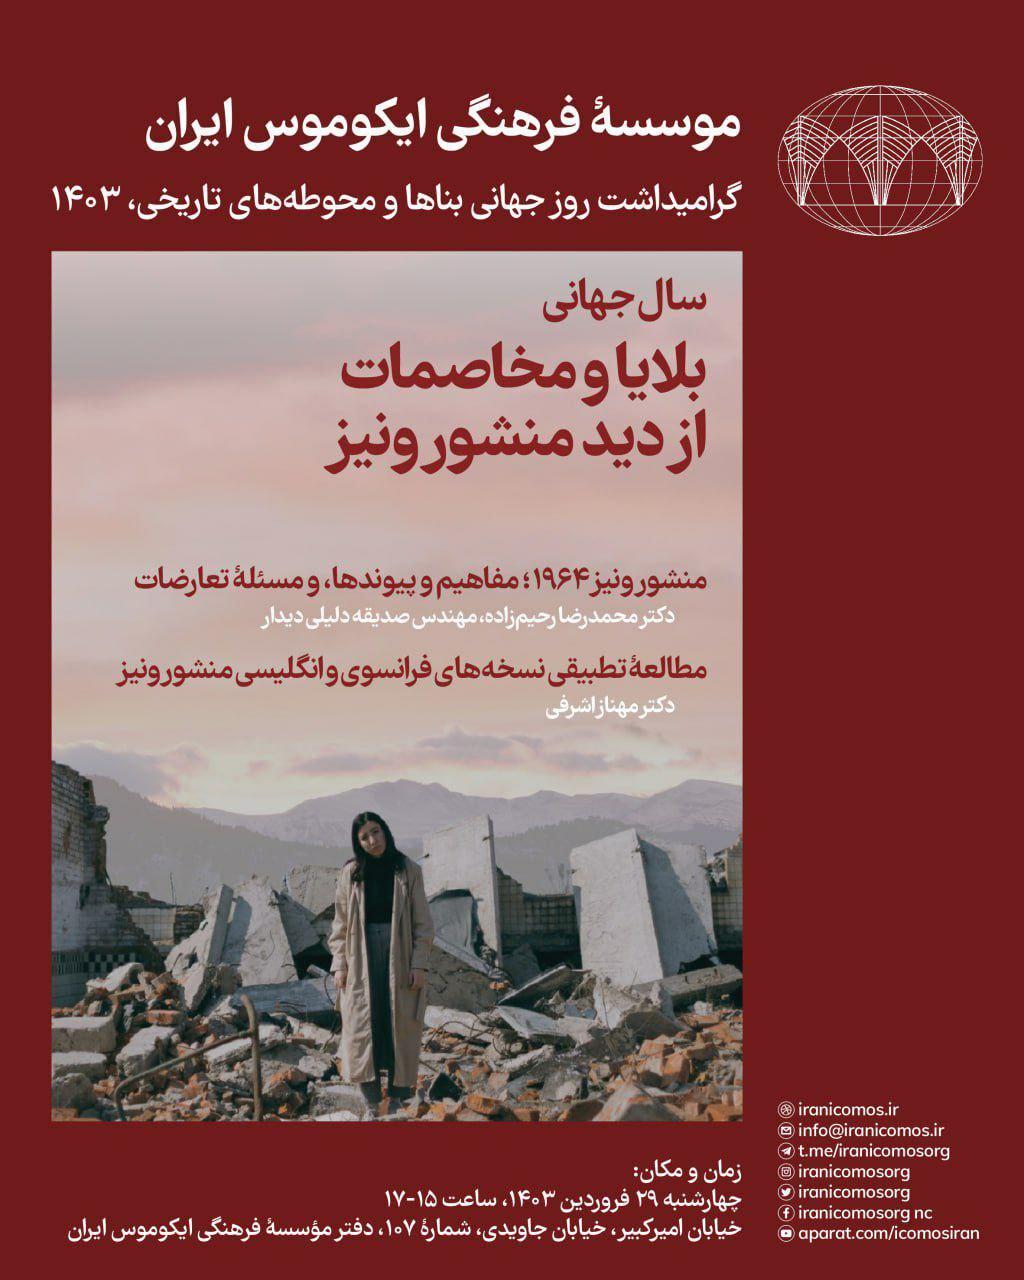 موسسهٔ فرهنگی ایکوموس ایران
گرامیداشت روز جهانی بناها و محوطه‌های تاریخی، ۱۴۰۳
سال جهانی
بلایا و مخاصمات
از دید منشور ونیز
منشور ونیز ۱۹۶۴؛ مفاهیم و پیوندها، و مسئلهٔ تعارضات
دکتر محمدرضا رحیم‌زاده، مهندس صدیقه دلیلی دیدار
مطالعهٔ تطبیقی نسخه‌های فرانسوی و انگلیسی منشور ونیز
دکتر مهناز اشرفی
زمان و مکان:
چهارشنبه ۲۹ فروردین ۱۴۰۳، ساعت ۱۵-۱۷
خیابان امیرکبیر، خیابان جاویدی، شمارهٔ ۱۰۷، دفتر مؤسسهٔ فرهنگی ایکوموس ایران
iranicomos.ir
info@iranicomos.ir
t.me/iranicomosorg
iranicomosorg
iranicomosorg
iranicomosorg nc
aparat.com/icomosiran